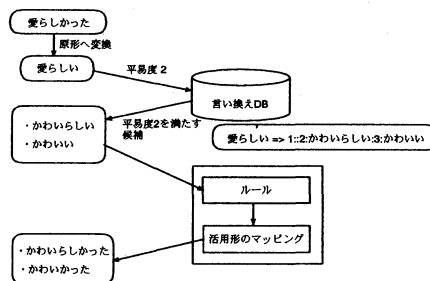 愛らしかった
原形へ変換
愛らしい
平易度 2
言い換えDB
・かわいらしい
・かわいい
平易度2を満たす
候補
愛らしい => 1::2:かわいらしい:3:かわいい
ルール
活用形のマッピング
・かわいらしかった
・かわいかった